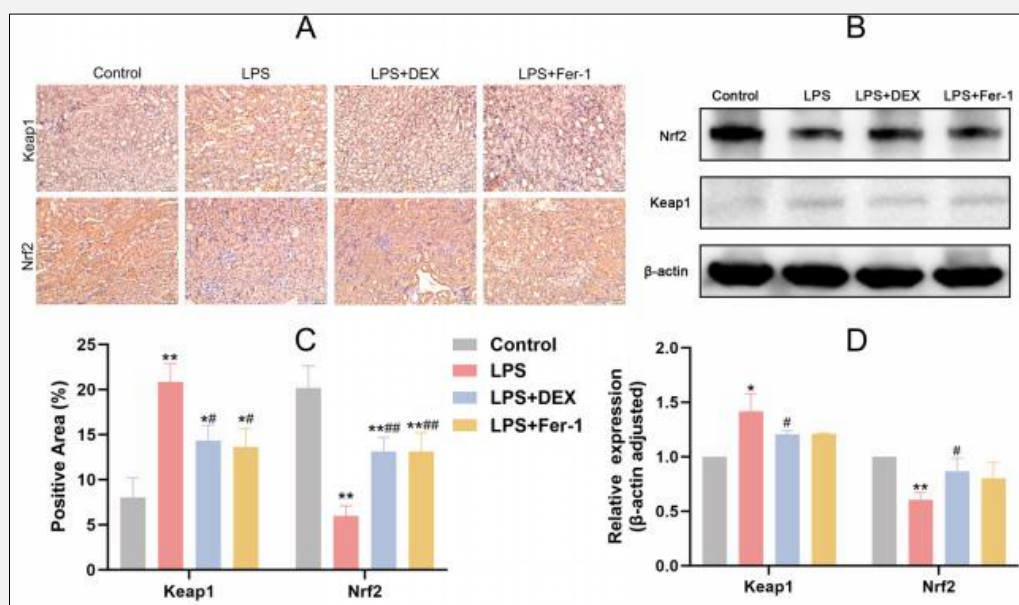 A
B
Control LPS LPS+DEX LPS+Fer-1
Keap1
Nrf2
Control LPS LPS+DEX LPS+Fer-1
Nrf2
Keap1
β-actin
C
Positive Area (%)
25
20
15
10
5
0
** *# *# ** **## **##
Keap1 Nrf2
Control
LPS
LPS+DEX
LPS+Fer-1
D
Relative expression
(β-actin adjusted)
2.0
1.5
1.0
0.5
0.0
* # ** #
Keap1 Nrf2